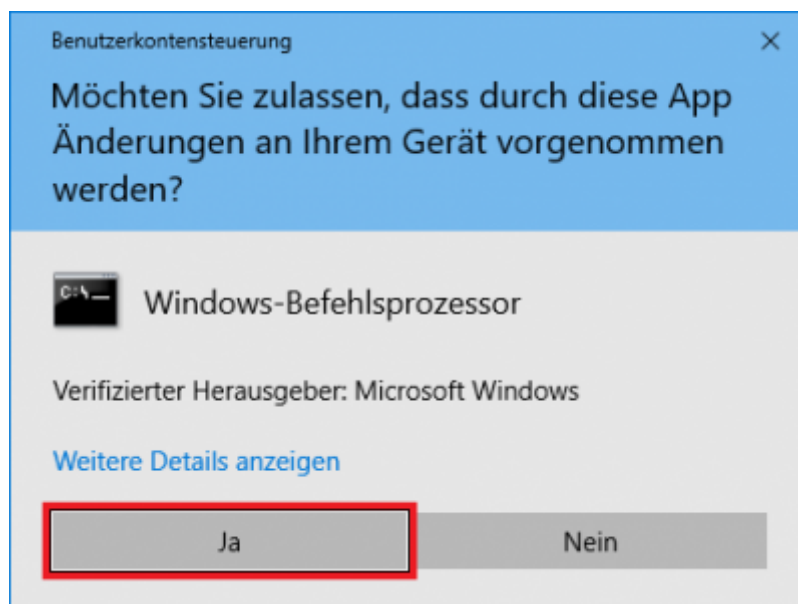 Benutzerkontensteuerung
Möchten Sie zulassen, dass durch diese App
Änderungen an Ihrem Gerät vorgenommen
werden?
C:\_
Windows-Befehlsprozessor
Verifizierter Herausgeber: Microsoft Windows
Weitere Details anzeigen
Ja
Nein